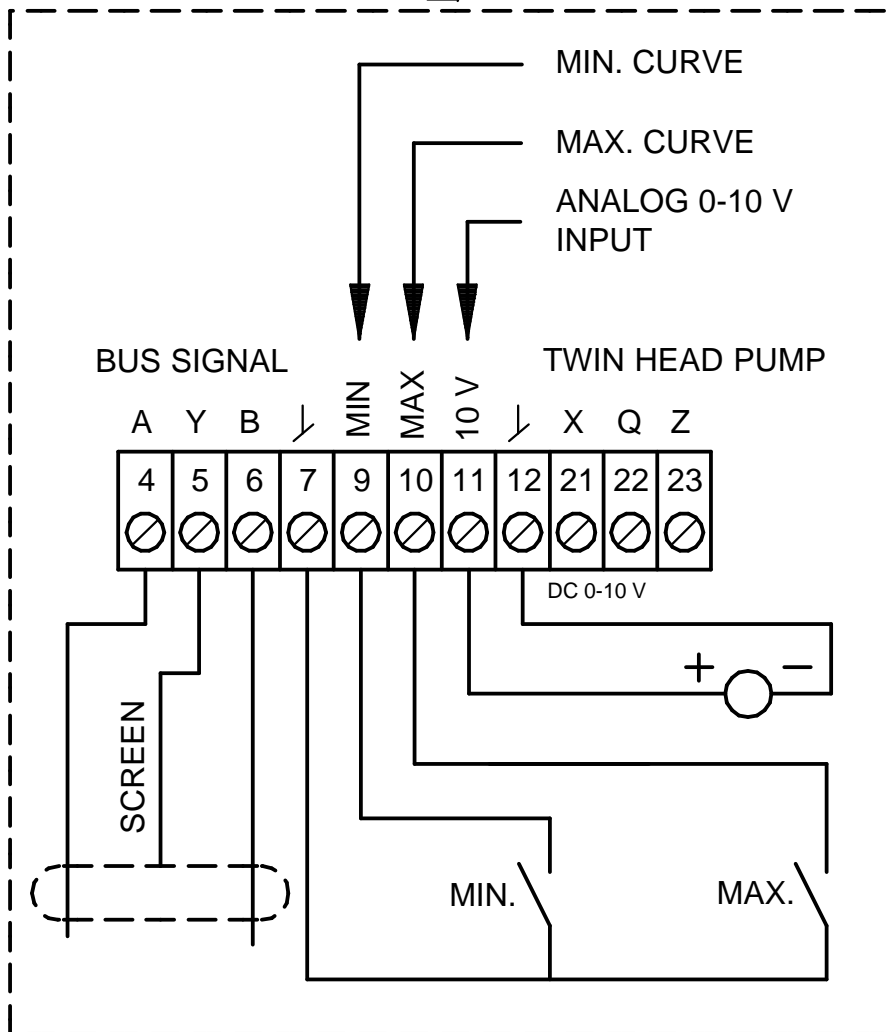 MIN. CURVE
MAX. CURVE
ANALOG 0-10 V
INPUT
BUS SIGNAL
TWIN HEAD PUMP
A Y B MIN MAX 10 V X Q Z
4 5 6 7 9 10 11 12 21 22 23
DC 0-10 V
+ −
SCREEN
MIN.
MAX.